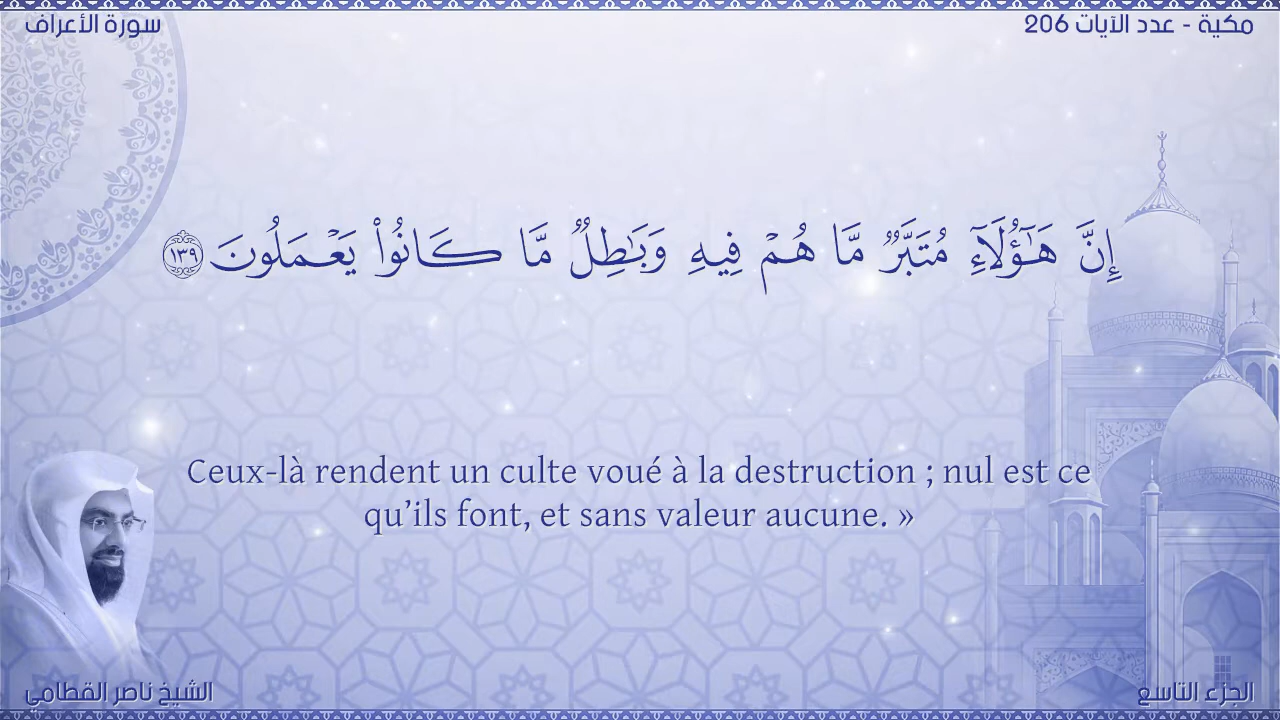 مكية - عدد الآيات 206
سورة الأعراف
إِنَّ هَٰٓؤُلَآءِ مُتَبَّرٌۭ مَّا هُمْ فِيهِ وَبَٰطِلٌۭ مَّا كَانُوا۟ يَعْمَلُونَ ١٣٩
Ceux-là rendent un culte voué à la destruction ; nul est ce
qu’ils font, et sans valeur aucune. »
الجزء التاسع
الشيخ ناصر القطامي